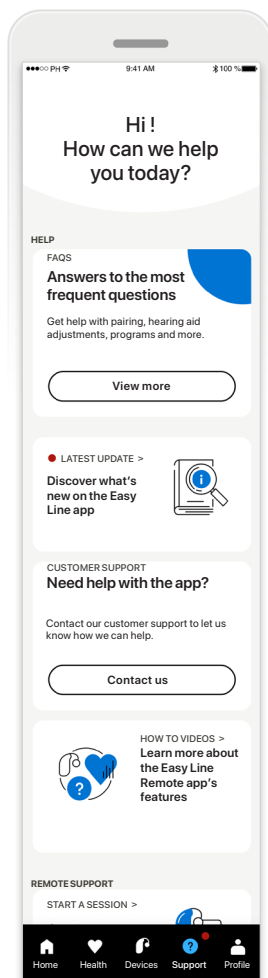 PH 9:41 AM 100 %
Hi !
How can we help
you today?
HELP
FAQS
Answers to the most
frequent questions
Get help with pairing, hearing aid
adjustments, programs and more.
View more
LATEST UPDATE >
Discover what's
new on the Easy
Line app
CUSTOMER SUPPORT
Need help with the app?
Contact our customer support to let us
know how we can help.
Contact us
HOW TO VIDEOS >
Learn more about
the Easy Line
Remote app's
features
REMOTE SUPPORT
START A SESSION >
Home Health Devices Support Profile